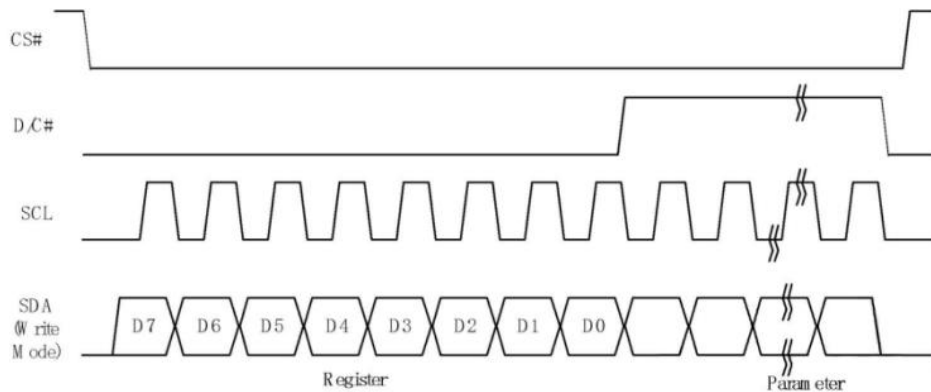 CS#
D/C#
SCL
SDA
(Write
Mode)
D7 D6 D5 D4 D3 D2 D1 D0
Register
Parameter